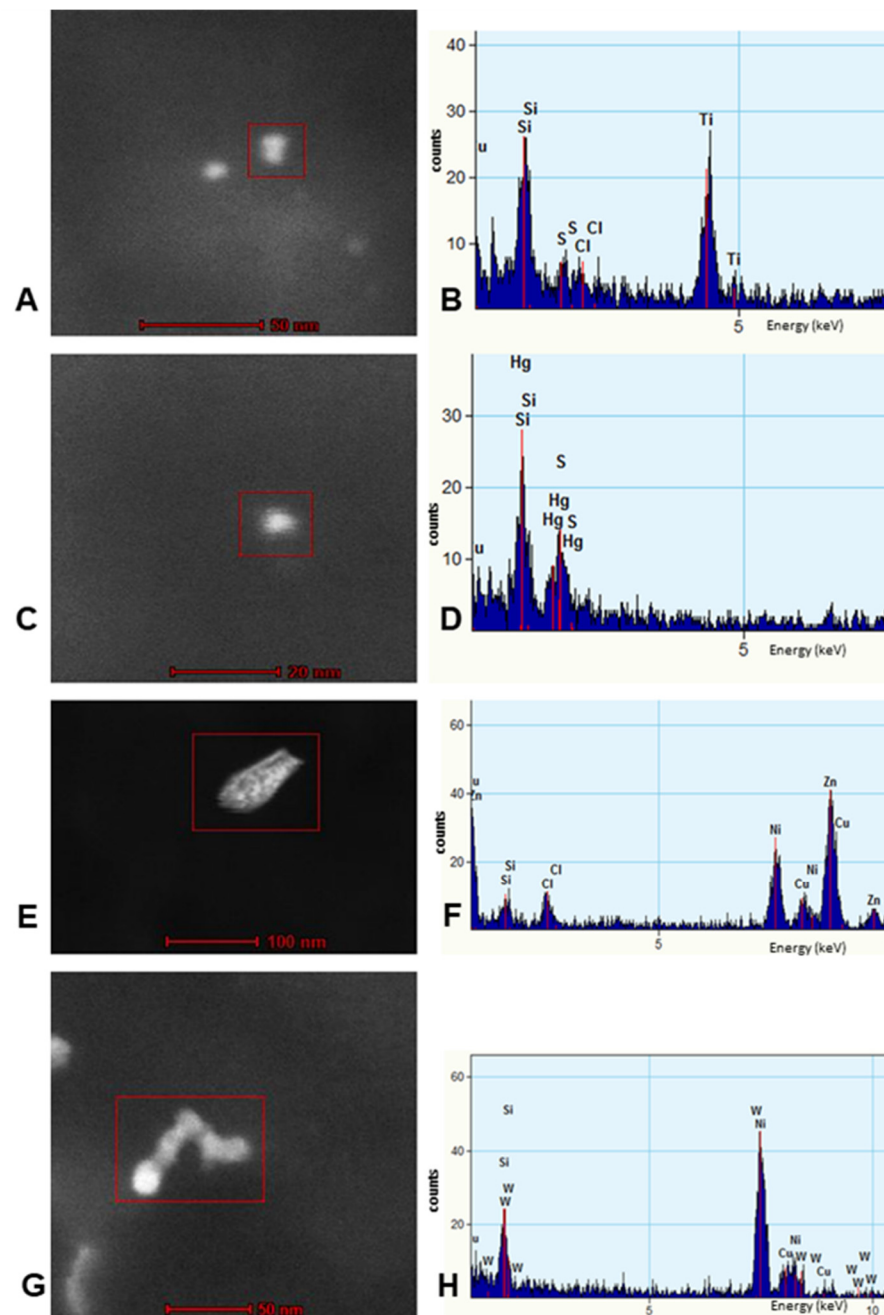 A
50 nm
B
40
30
20
10
counts
u
Si
Si
S
S
Cl
Cl
Ti
Ti
5
Energy (keV)
C
20 nm
D
30
20
10
counts
u
Hg
Si
Si
S
Hg
Hg
S
Hg
5
Energy (keV)
E
100 nm
F
60
40
20
counts
u
Zn
Si
Si
Cl
Cl
Ni
Cu
Ni
Zn
Cu
Zn
5
Energy (keV)
G
50 nm
H
60
40
20
counts
u
W
Si
Si
W
W
W
W
Ni
Cu
Ni
W
W
Cu
W
W
W
W
5
Energy (keV)
10